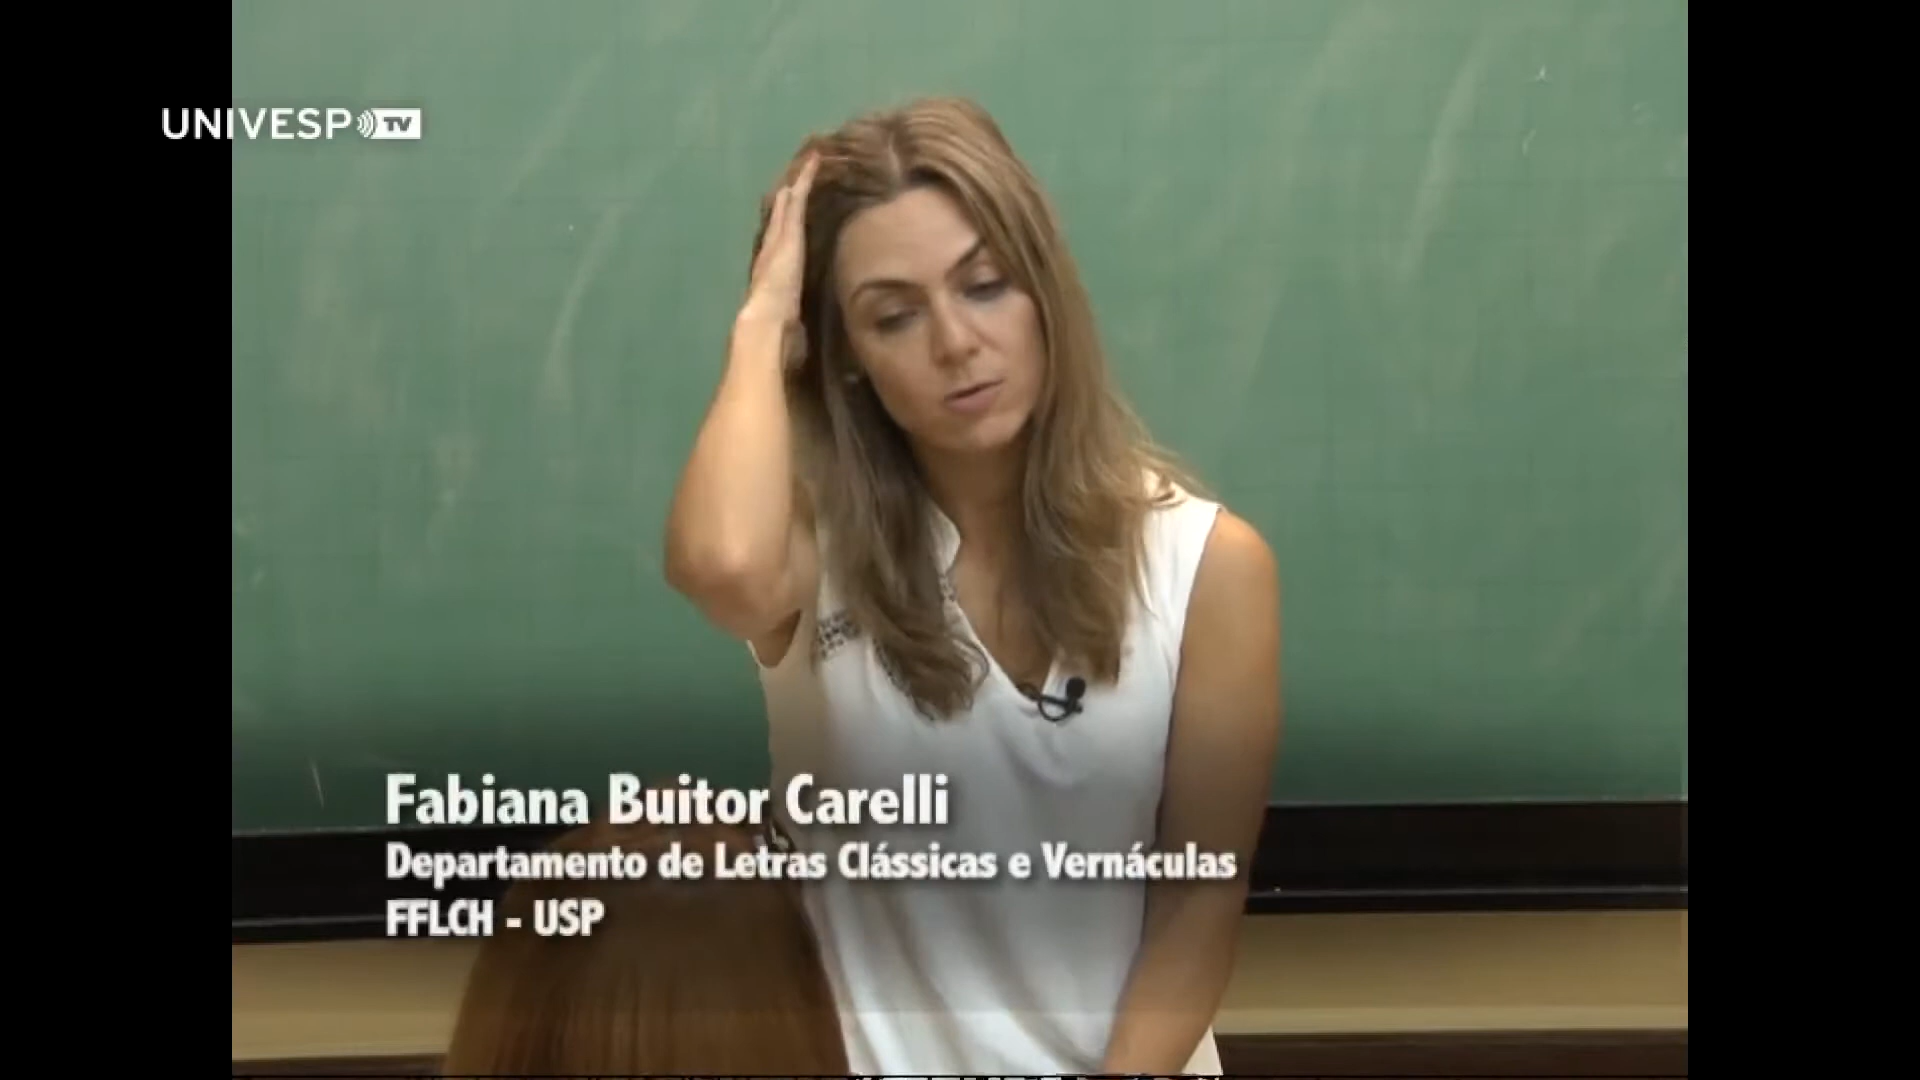 UNIVESP TV
Fabiana Buitor Carelli
Departamento de Letras Clássicas e Vernáculas
FFLCH - USP